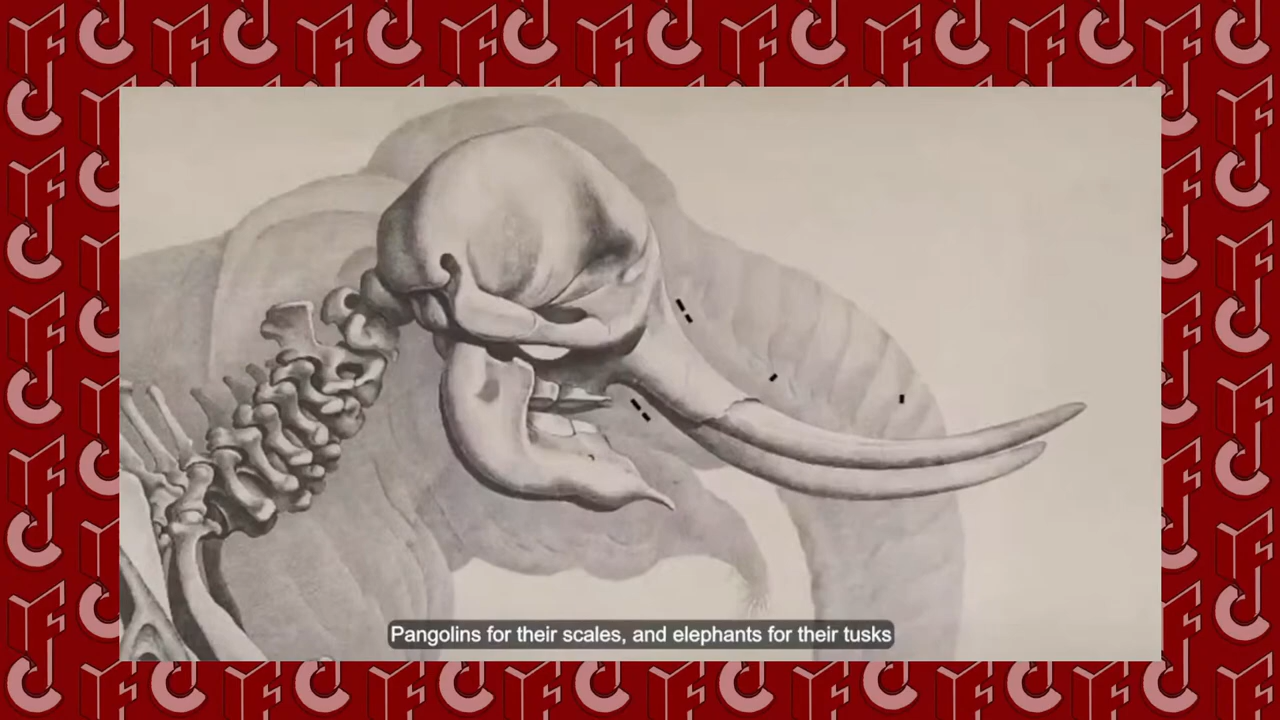 Pangolins for their scales, and elephants for their tusks